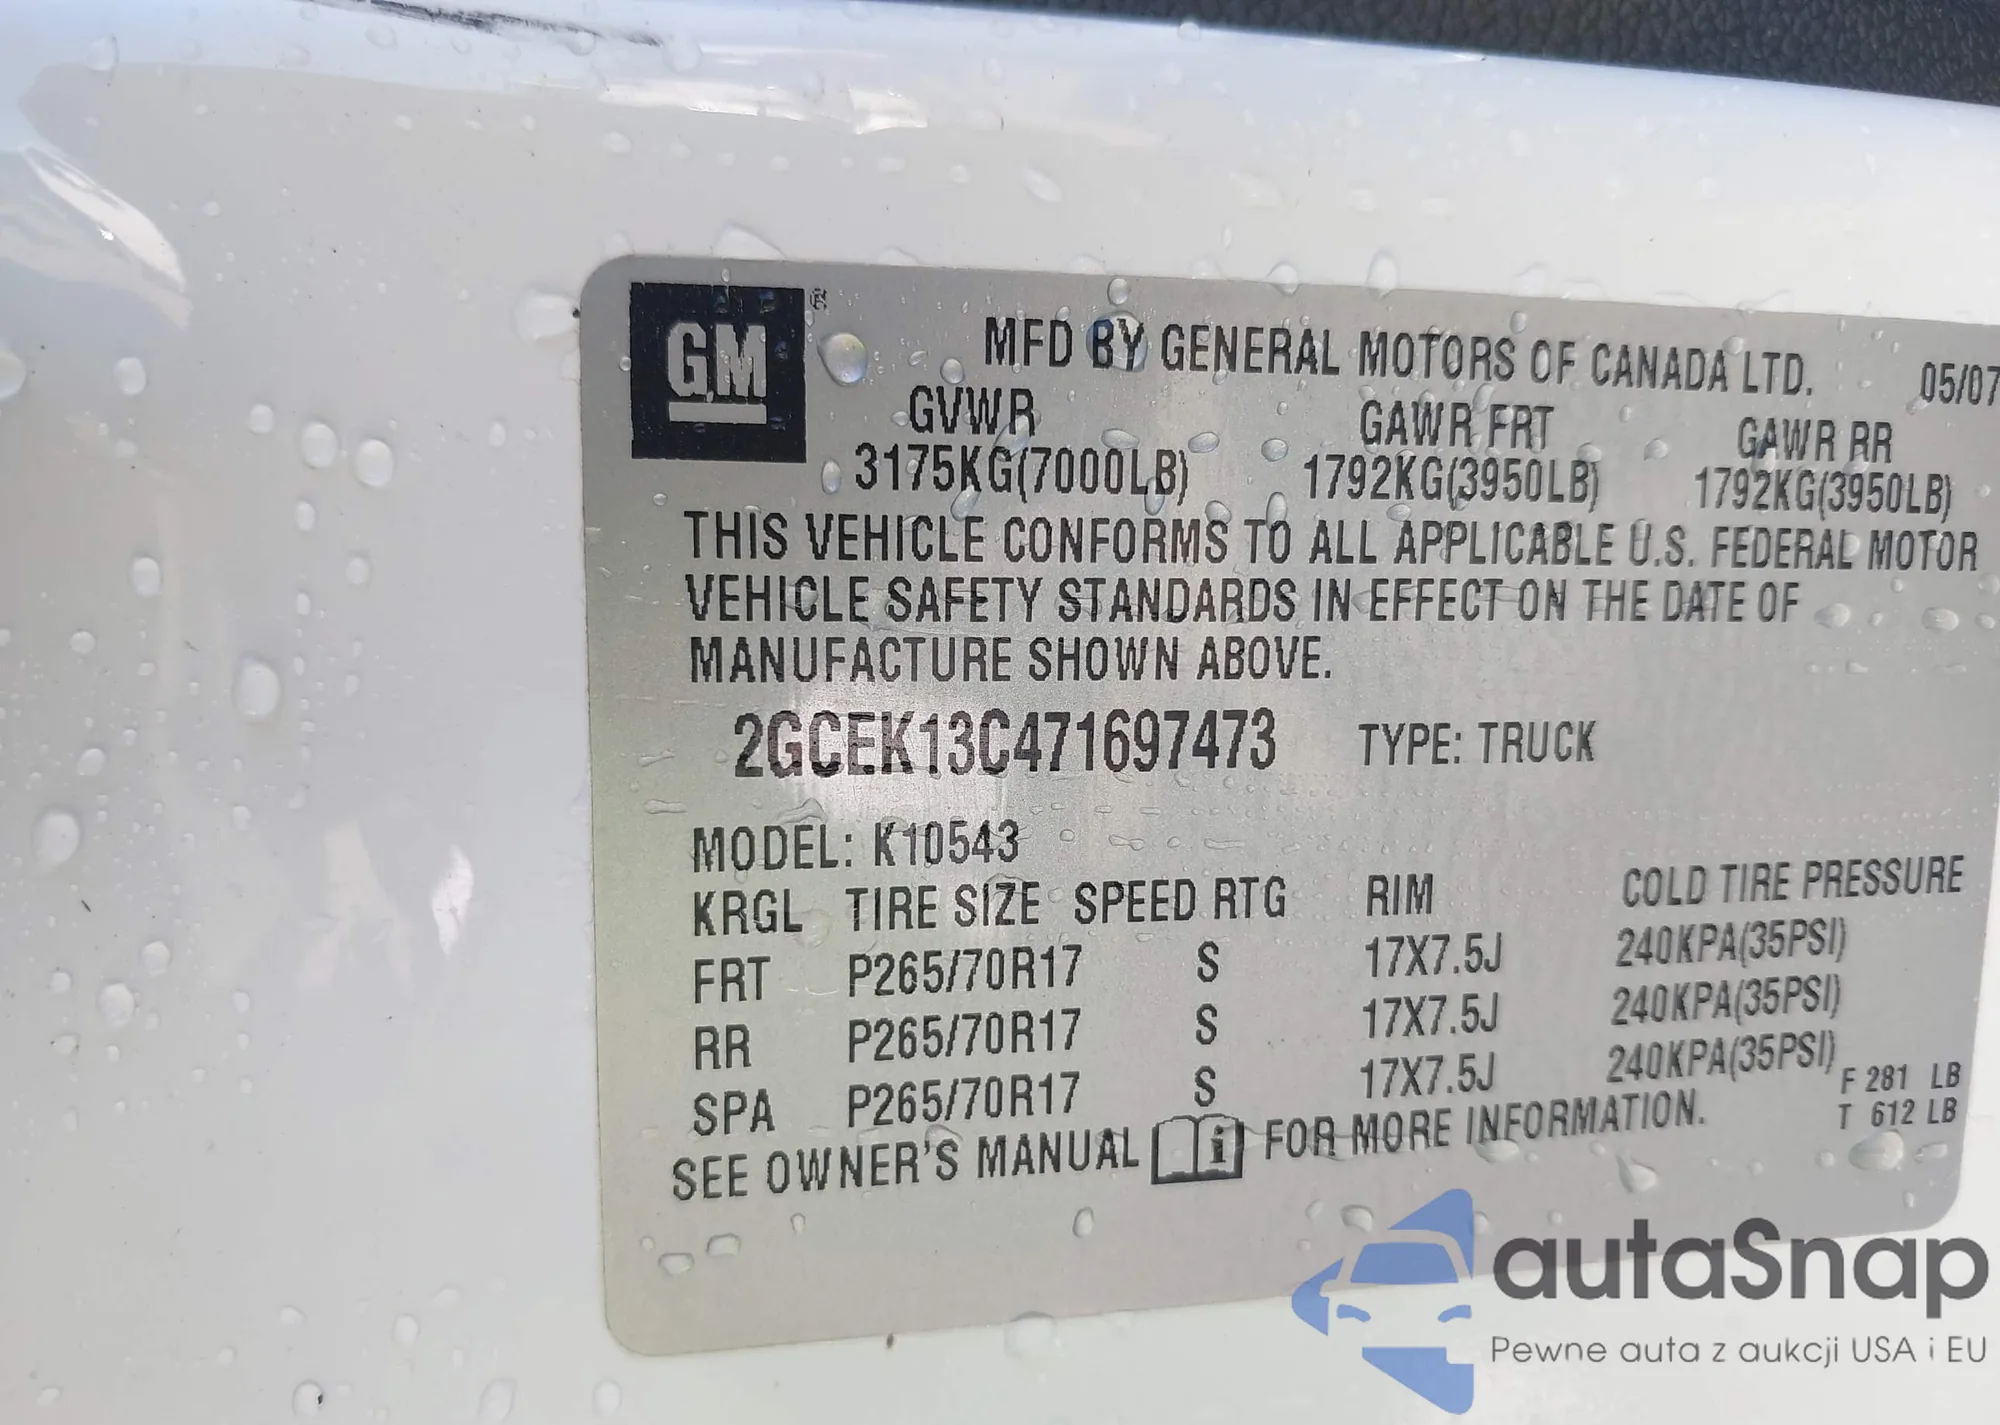 GM ®
MFD BY GENERAL MOTORS OF CANADA LTD. 05/07
GVWR GAWR FRT GAWR RR
3175KG(7000LB) 1792KG(3950LB) 1792KG(3950LB)
THIS VEHICLE CONFORMS TO ALL APPLICABLE U.S. FEDERAL MOTOR
VEHICLE SAFETY STANDARDS IN EFFECT ON THE DATE OF
MANUFACTURE SHOWN ABOVE.
2GCEK13C471697473 TYPE: TRUCK
MODEL: K10543
KRGL TIRE SIZE SPEED RTG RIM COLD TIRE PRESSURE
FRT P265/70R17 S 17X7.5J 240KPA(35PSI)
RR P265/70R17 S 17X7.5J 240KPA(35PSI)
SPA P265/70R17 S 17X7.5J 240KPA(35PSI)
F 281 LB
T 612 LB
SEE OWNER'S MANUAL i FOR MORE INFORMATION.
autaSnap
Pewne auta z aukcji USA i EU